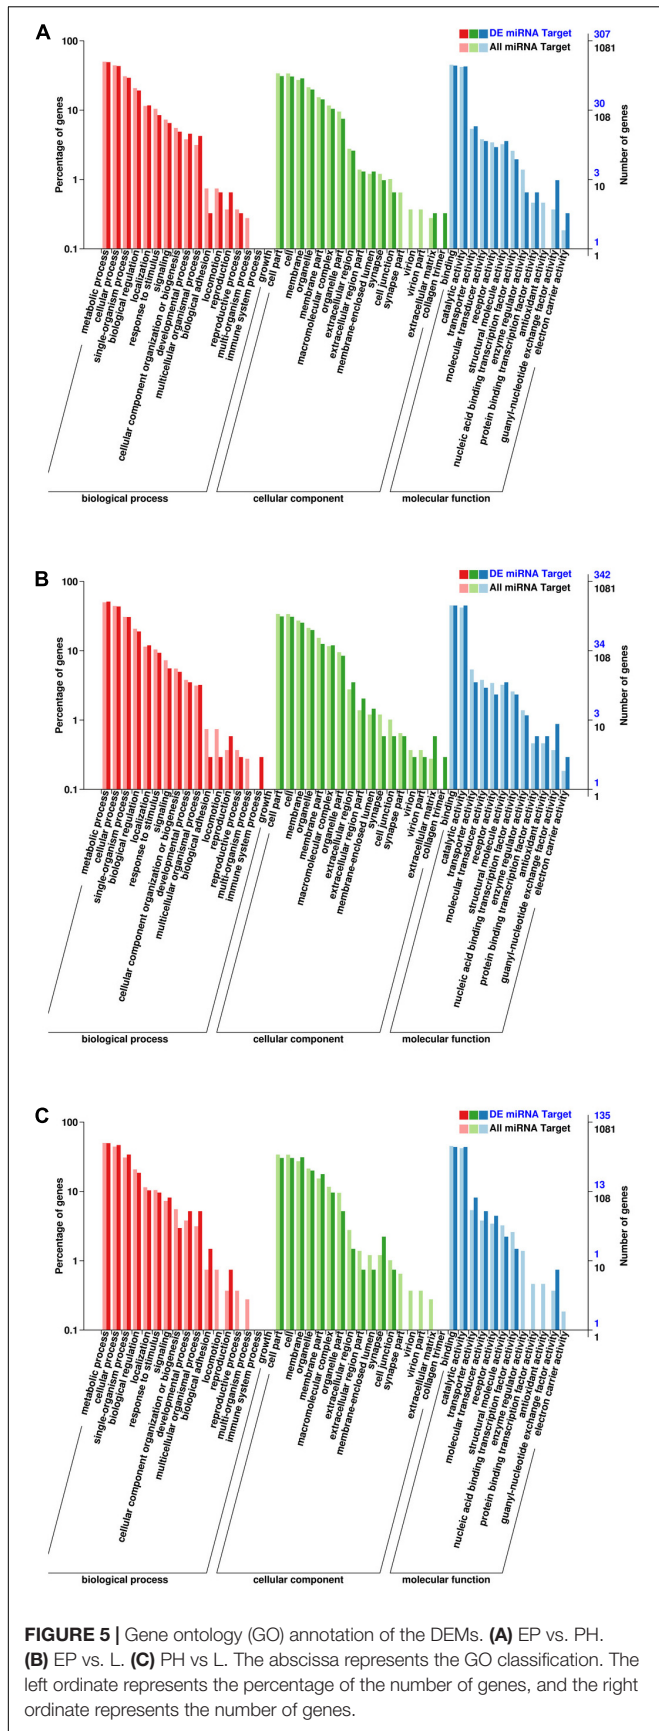 A
DE miRNA Target
All miRNA Target
307
1081
30
108
3
10
1
1
100
10
1
0.1
Percentage of genes
Number of genes
metabolic process
cellular process
single-organism process
biological regulation
localization
response to stimulus
signaling
cellular component organization or biogenesis
developmental process
multicellular organismal process
biological adhesion
locomotion
reproduction
reproductive process
multi-organism process
immune system process
growth
cell part
cell
membrane
organelle
membrane part
macromolecular complex
organelle part
extracellular region
extracellular region part
membrane-enclosed lumen
synapse
cell junction
synapse part
virion
virion part
extracellular matrix
collagen trimer
binding
catalytic activity
transporter activity
molecular transducer activity
receptor activity
structural molecule activity
nucleic acid binding transcription factor activity
enzyme regulator activity
protein binding transcription factor activity
antioxidant activity
guanyl-nucleotide exchange factor activity
electron carrier activity
biological process
cellular component
molecular function
B
DE miRNA Target
All miRNA Target
342
1081
34
108
3
10
1
1
100
10
1
0.1
Percentage of genes
Number of genes
metabolic process
cellular process
single-organism process
biological regulation
localization
response to stimulus
signaling
cellular component organization or biogenesis
developmental process
multicellular organismal process
biological adhesion
locomotion
reproduction
reproductive process
multi-organism process
immune system process
growth
cell part
cell
membrane
organelle
membrane part
macromolecular complex
organelle part
extracellular region
extracellular region part
membrane-enclosed lumen
synapse
cell junction
synapse part
virion
virion part
extracellular matrix
collagen trimer
binding
catalytic activity
transporter activity
molecular transducer activity
receptor activity
structural molecule activity
nucleic acid binding transcription factor activity
enzyme regulator activity
protein binding transcription factor activity
antioxidant activity
guanyl-nucleotide exchange factor activity
electron carrier activity
biological process
cellular component
molecular function
C
DE miRNA Target
All miRNA Target
135
1081
13
108
1
10
1
1
100
10
1
0.1
Percentage of genes
Number of genes
metabolic process
cellular process
single-organism process
biological regulation
localization
response to stimulus
signaling
cellular component organization or biogenesis
developmental process
multicellular organismal process
biological adhesion
locomotion
reproduction
reproductive process
multi-organism process
immune system process
growth
cell part
cell
membrane
organelle
membrane part
macromolecular complex
organelle part
extracellular region
extracellular region part
membrane-enclosed lumen
synapse
cell junction
synapse part
virion
virion part
extracellular matrix
collagen trimer
binding
catalytic activity
transporter activity
molecular transducer activity
receptor activity
structural molecule activity
nucleic acid binding transcription factor activity
enzyme regulator activity
protein binding transcription factor activity
antioxidant activity
guanyl-nucleotide exchange factor activity
electron carrier activity
biological process
cellular component
molecular function
FIGURE 5 | Gene ontology (GO) annotation of the DEMs. (A) EP vs. PH.
(B) EP vs. L. (C) PH vs L. The abscissa represents the GO classification. The
left ordinate represents the percentage of the number of genes, and the right
ordinate represents the number of genes.